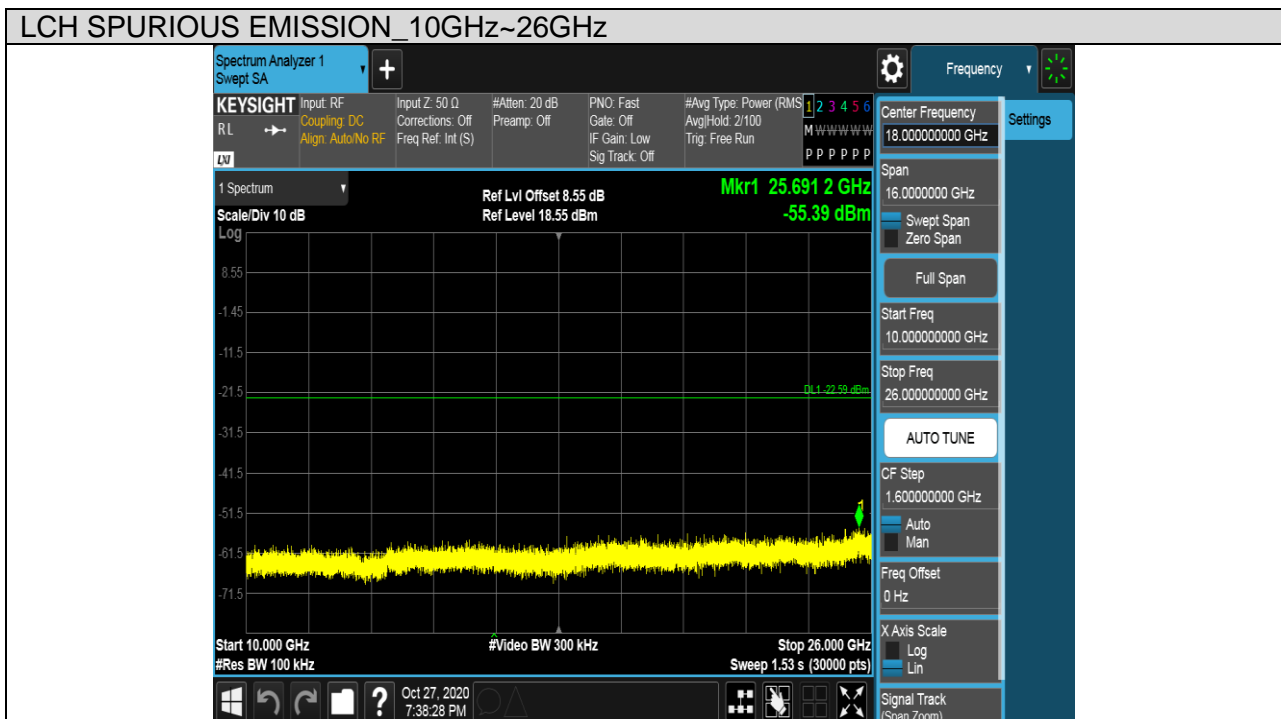 LCH SPURIOUS EMISSION_10GHz~26GHz
Spectrum Analyzer 1
Swept SA
Frequency
KEYSIGHT
RL
LXI
Input: RF
Coupling: DC
Align: Auto/No RF
Input Z: 50 Ω
Corrections: Off
Freq Ref: Int (S)
#Atten: 20 dB
Preamp: Off
PNO: Fast
Gate: Off
IF Gain: Low
Sig Track: Off
#Avg Type: Power (RMS
Avg|Hold: 2/100
Trig: Free Run
1 2 3 4 5 6
M W W W W W
P P P P P P
1 Spectrum
Scale/Div 10 dB
Log
Ref Lvl Offset 8.55 dB
Ref Level 18.55 dBm
Mkr1 25.691 2 GHz
-55.39 dBm
8.55
-1.45
-11.5
-21.5
-31.5
-41.5
-51.5
-61.5
-71.5
DL1 -22.59 dBm
1
Start 10.000 GHz
#Res BW 100 kHz
#Video BW 300 kHz
Stop 26.000 GHz
Sweep 1.53 s (30000 pts)
Center Frequency
18.000000000 GHz
Settings
Span
16.0000000 GHz
Swept Span
Zero Span
Full Span
Start Freq
10.000000000 GHz
Stop Freq
26.000000000 GHz
AUTO TUNE
CF Step
1.600000000 GHz
Auto
Man
Freq Offset
0 Hz
X Axis Scale
Log
Lin
Signal Track
(Span Zoom)
?
Oct 27, 2020
7:38:28 PM